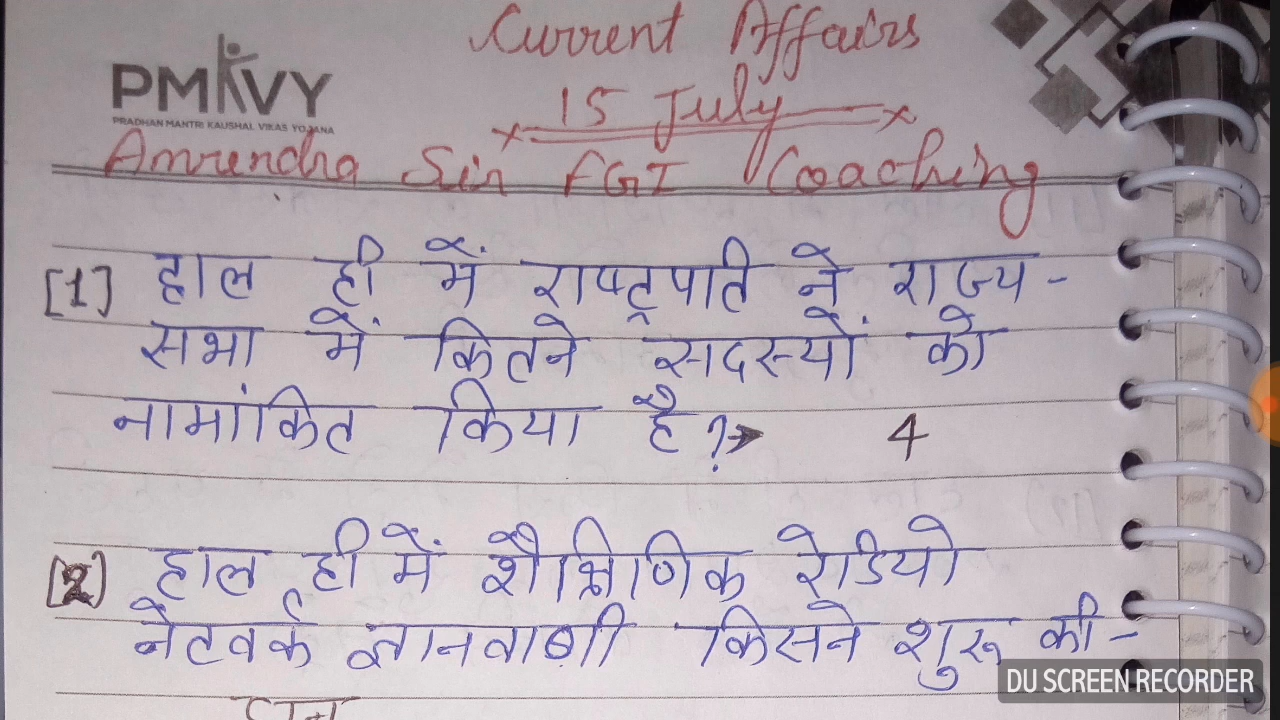 Current Affairs
PMKVY
PRADHAN MANTRI KAUSHAL VIKAS YOJANA
x 15 July x
Amrendra Sir FGI Coaching
[1] हाल ही में राष्ट्रपति ने राज्य-
सभा में कितने सदस्यों को
नामांकित किया है? → 4
[2] हाल ही में शैक्षिणिक रेडियो
नेटवर्क ज्ञानवाणी किसने शुरू की-
DU SCREEN RECORDER